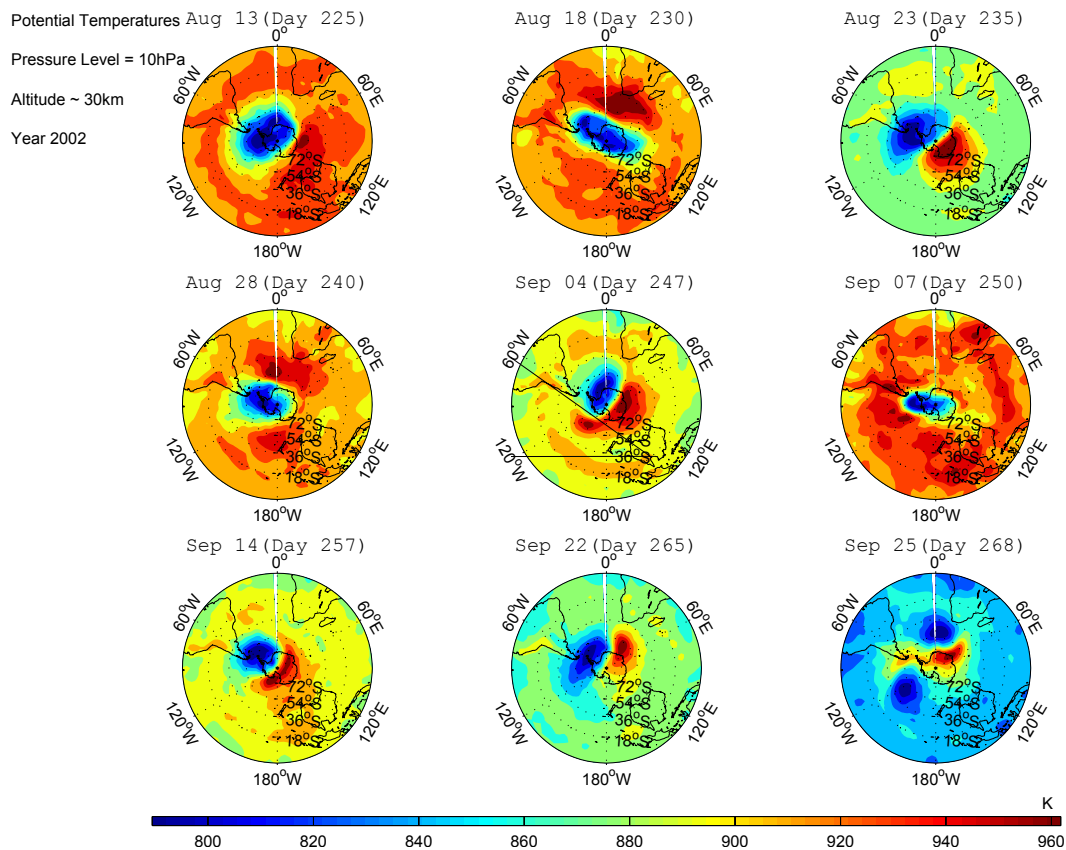 Potential Temperatures
Pressure Level = 10hPa
Altitude ~ 30km
Year 2002
Aug 13(Day 225)
0°
60°W
60°E
72°S
54°S
36°S
18°S
120°W
120°E
180°W
Aug 18(Day 230)
0°
60°W
60°E
72°S
54°S
36°S
18°S
120°W
120°E
180°W
Aug 23(Day 235)
0°
60°W
60°E
72°S
54°S
36°S
18°S
120°W
120°E
180°W
Aug 28(Day 240)
0°
60°W
60°E
72°S
54°S
36°S
18°S
120°W
120°E
180°W
Sep 04(Day 247)
0°
60°W
60°E
72°S
54°S
36°S
18°S
120°W
120°E
180°W
Sep 07(Day 250)
0°
60°W
60°E
72°S
54°S
36°S
18°S
120°W
120°E
180°W
Sep 14(Day 257)
0°
60°W
60°E
72°S
54°S
36°S
18°S
120°W
120°E
180°W
Sep 22(Day 265)
0°
60°W
60°E
72°S
54°S
36°S
18°S
120°W
120°E
180°W
Sep 25(Day 268)
0°
60°W
60°E
72°S
54°S
36°S
18°S
120°W
120°E
180°W
K
800 820 840 860 880 900 920 940 960